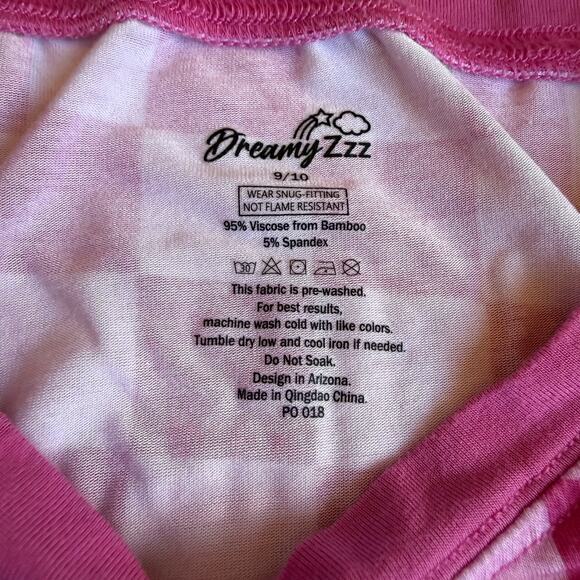 DreamyZzz
9/10
WEAR SNUG-FITTING
NOT FLAME RESISTANT
95% Viscose from Bamboo
5% Spandex
30
This fabric is pre-washed.
For best results,
machine wash cold with like colors.
Tumble dry low and cool iron if needed.
Do Not Soak.
Design in Arizona.
Made in Qingdao China.
PO 018